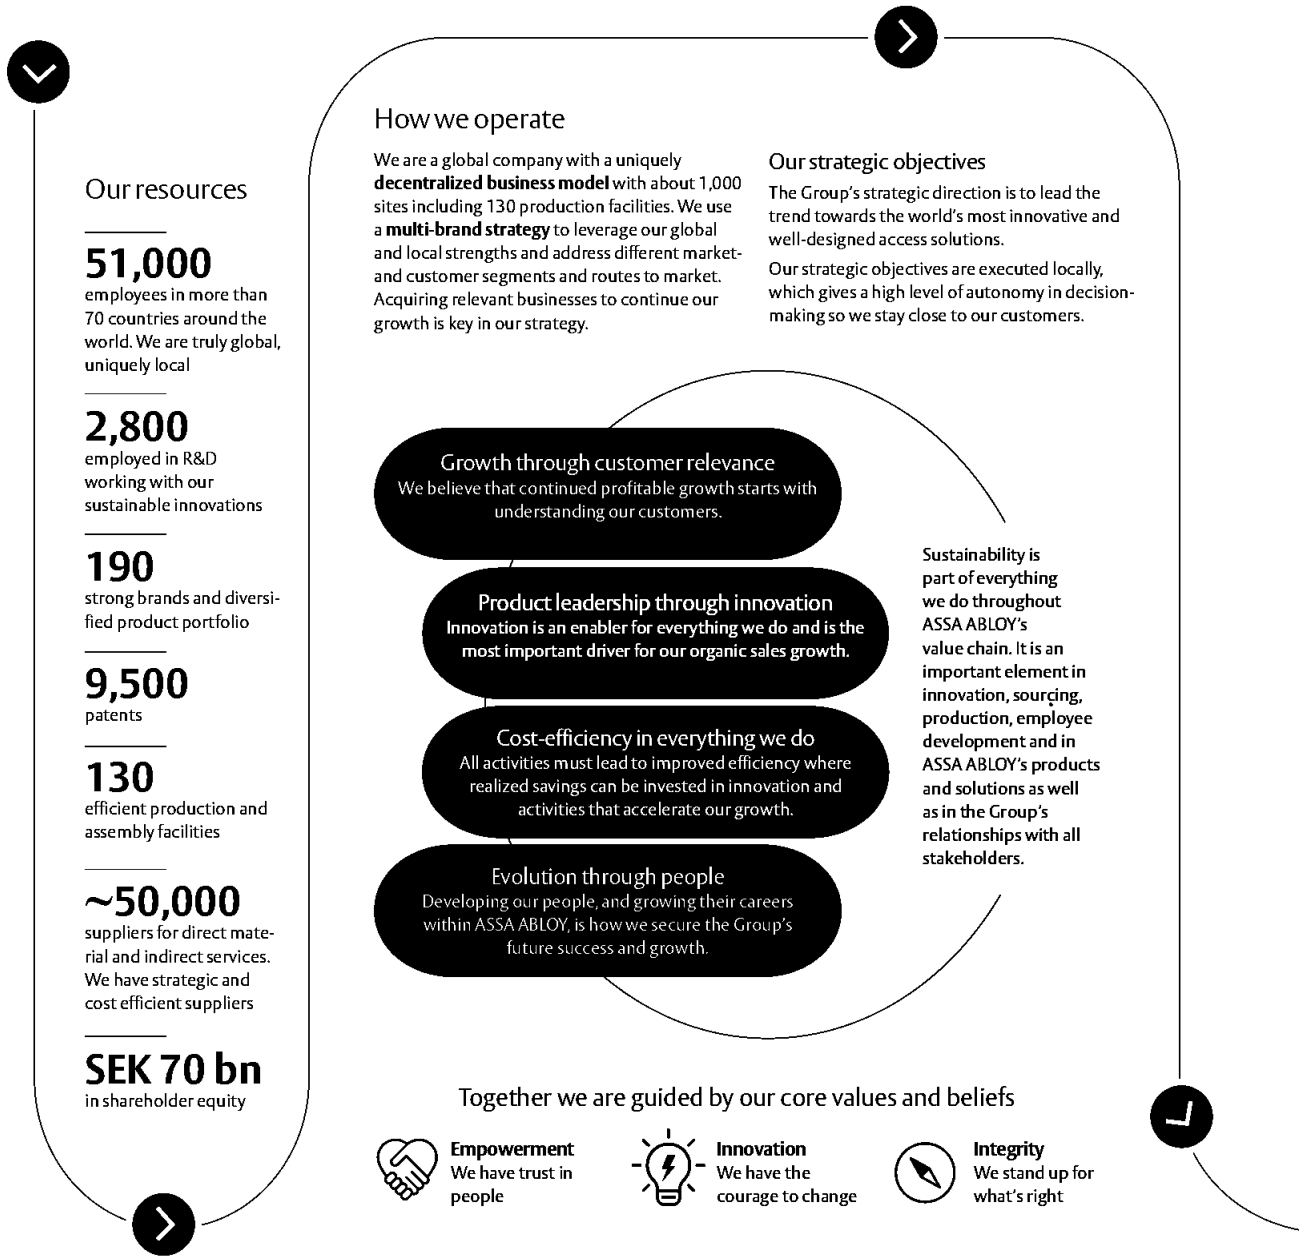 Our resources
51,000
employees in more than
70 countries around the
world. We are truly global,
uniquely local
2,800
employed in R&D
working with our
sustainable innovations
190
strong brands and diversi-
fied product portfolio
9,500
patents
130
efficient production and
assembly facilities
~50,000
suppliers for direct mate-
rial and indirect services.
We have strategic and
cost efficient suppliers
SEK 70 bn
in shareholder equity
How we operate
We are a global company with a uniquely
decentralized business model with about 1,000
sites including 130 production facilities. We use
a multi-brand strategy to leverage our global
and local strengths and address different market-
and customer segments and routes to market.
Acquiring relevant businesses to continue our
growth is key in our strategy.
Our strategic objectives
The Group's strategic direction is to lead the
trend towards the world's most innovative and
well-designed access solutions.
Our strategic objectives are executed locally,
which gives a high level of autonomy in decision-
making so we stay close to our customers.
Growth through customer relevance
We believe that continued profitable growth starts with
understanding our customers.
Product leadership through innovation
Innovation is an enabler for everything we do and is the
most important driver for our organic sales growth.
Cost-efficiency in everything we do
All activities must lead to improved efficiency where
realized savings can be invested in innovation and
activities that accelerate our growth.
Evolution through people
Developing our people, and growing their careers
within ASSA ABLOY, is how we secure the Group's
future success and growth.
Sustainability is
part of everything
we do throughout
ASSA ABLOY's
value chain. It is an
important element in
innovation, sourcing,
production, employee
development and in
ASSA ABLOY's products
and solutions as well
as in the Group's
relationships with all
stakeholders.
Together we are guided by our core values and beliefs
Empowerment
We have trust in
people
Innovation
We have the
courage to change
Integrity
We stand up for
what's right